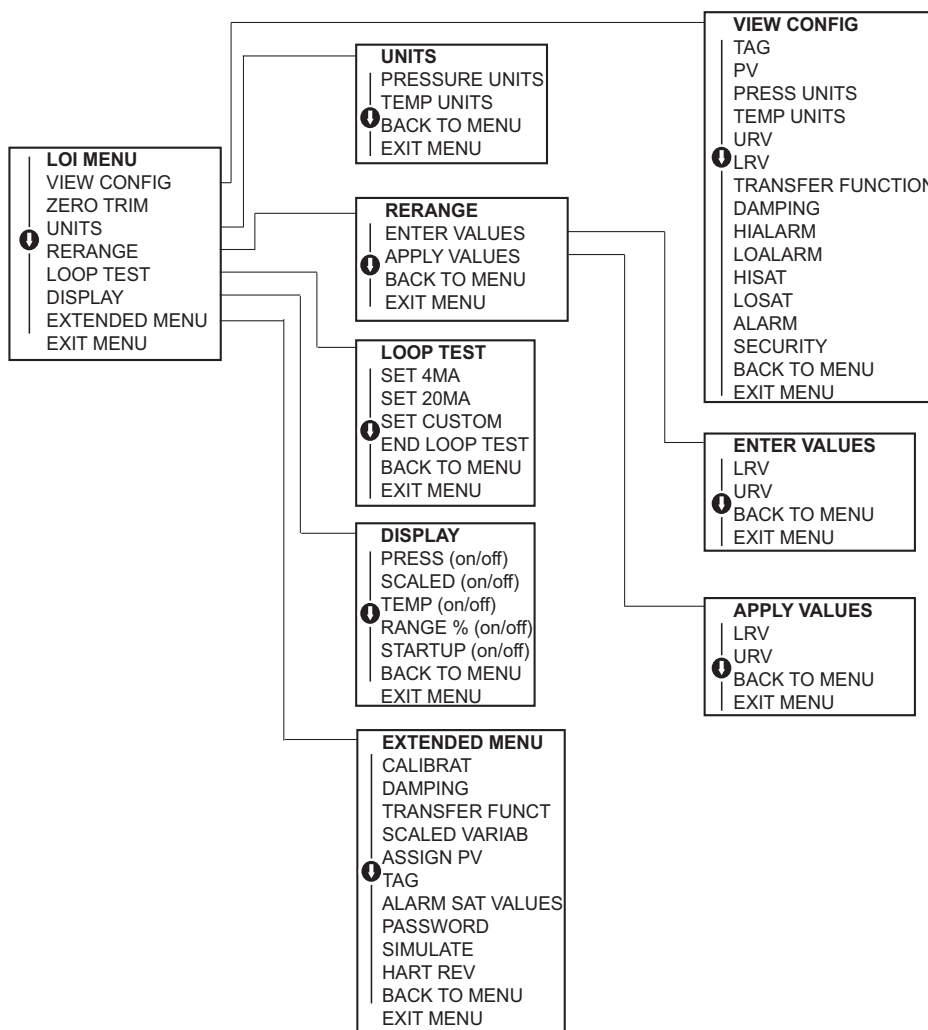 LOI MENU
VIEW CONFIG
ZERO TRIM
UNITS
RERANGE
LOOP TEST
DISPLAY
EXTENDED MENU
EXIT MENU
UNITS
PRESSURE UNITS
TEMP UNITS
BACK TO MENU
EXIT MENU
RERANGE
ENTER VALUES
APPLY VALUES
BACK TO MENU
EXIT MENU
LOOP TEST
SET 4MA
SET 20MA
SET CUSTOM
END LOOP TEST
BACK TO MENU
EXIT MENU
DISPLAY
PRESS (on/off)
SCALED (on/off)
TEMP (on/off)
RANGE % (on/off)
STARTUP (on/off)
BACK TO MENU
EXIT MENU
EXTENDED MENU
CALIBRAT
DAMPING
TRANSFER FUNCT
SCALED VARIAB
ASSIGN PV
TAG
ALARM SAT VALUES
PASSWORD
SIMULATE
HART REV
BACK TO MENU
EXIT MENU
VIEW CONFIG
TAG
PV
PRESS UNITS
TEMP UNITS
URV
LRV
TRANSFER FUNCTION
DAMPING
HIALARM
LOALARM
HISAT
LOSAT
ALARM
SECURITY
BACK TO MENU
EXIT MENU
ENTER VALUES
LRV
URV
BACK TO MENU
EXIT MENU
APPLY VALUES
LRV
URV
BACK TO MENU
EXIT MENU